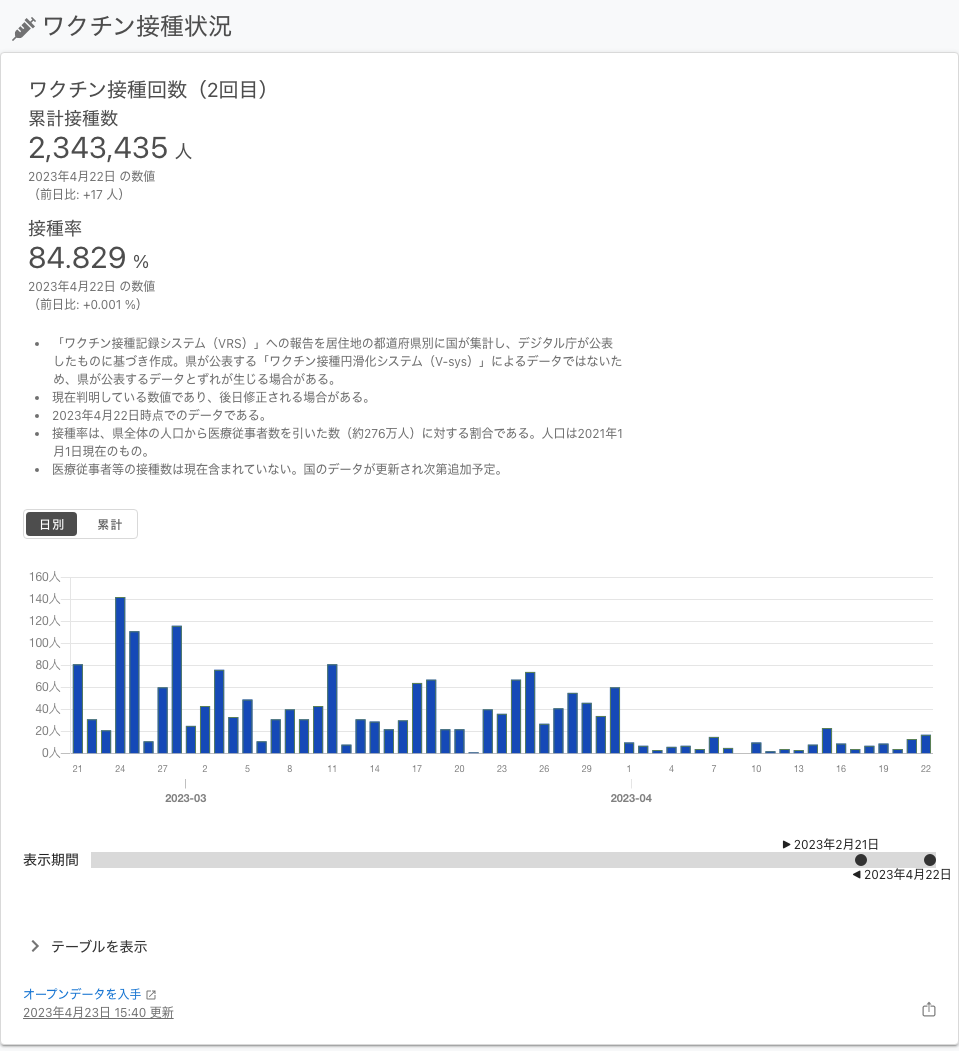 ワクチン接種状況
ワクチン接種回数（2回目）
累計接種数
2,343,435 人
2023年4月22日 の数値
（前日比: +17 人）
接種率
84.829 %
2023年4月22日 の数値
（前日比: +0.001 %）
• 「ワクチン接種記録システム（VRS）」への報告を居住地の都道府県別に国が集計し、デジタル庁が公表
したものに基づき作成。県が公表する「ワクチン接種円滑化システム（V-sys）」によるデータではないた
め、県が公表するデータとずれが生じる場合がある。
• 現在判明している数値であり、後日修正される場合がある。
• 2023年4月22日時点でのデータである。
• 接種率は、県全体の人口から医療従事者数を引いた数（約276万人）に対する割合である。人口は2021年1
月1日現在のもの。
• 医療従事者等の接種数は現在含まれていない。国のデータが更新され次第追加予定。
日別 累計
160人
140人
120人
100人
80人
60人
40人
20人
0人
21 24 27 2 5 8 11 14 17 20 23 26 29 1 4 7 10 13 16 19 22
2023-03 2023-04
▶ 2023年2月21日
表示期間
◀ 2023年4月22日
テーブルを表示
オープンデータを入手
2023年4月23日 15:40 更新